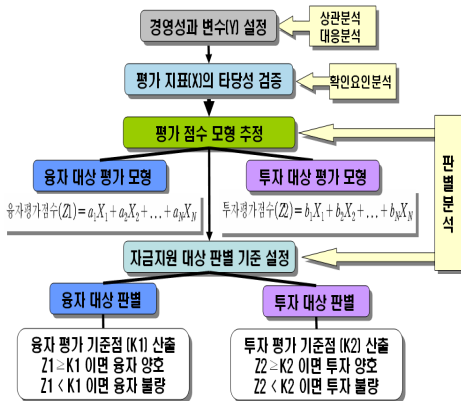 경영성과 변수(Y) 설정
상관분석
대응분석
평가 지표(X)의 타당성 검증
확인요인분석
평가 점수 모형 추정
판별분석
융자 대상 평가 모형
투자 대상 평가 모형
융자평가점수(Z1) = a₁X₁ + a₂X₂ + ... + a_N X_N
투자평가점수(Z2) = b₁X₁ + b₂X₂ + ... + b_N X_N
자금지원 대상 판별 기준 설정
융자 대상 판별
투자 대상 판별
융자 평가 기준점 (K1) 산출
Z1≥K1 이면 융자 양호
Z1 < K1 이면 융자 불량
투자 평가 기준점(K2) 산출
Z2≥K2 이면 투자 양호
Z2 < K2 이면 투자 불량